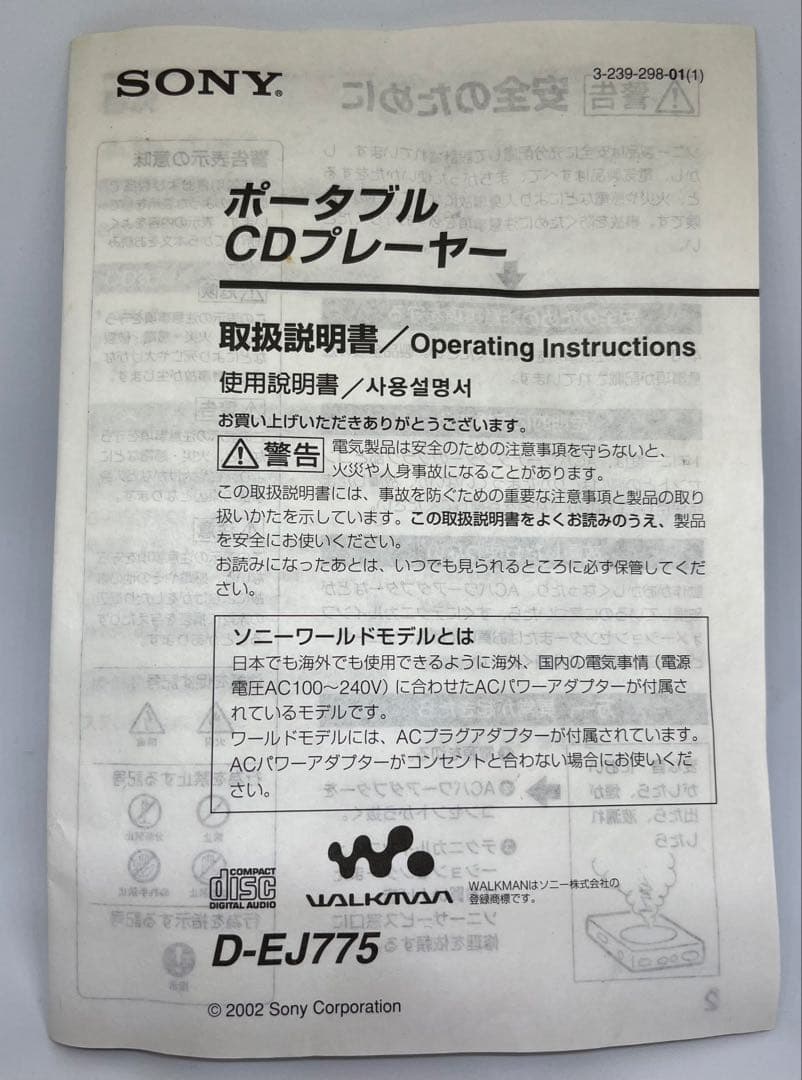 SONY®
3-239-298-01(1)
ポータブル
CDプレーヤー
取扱説明書/Operating Instructions
使用說明書/사용설명서
お買い上げいただきありがとうございます。
警告
電気製品は安全のための注意事項を守らないと、
火災や人身事故になることがあります。
この取扱説明書には、事故を防ぐための重要な注意事項と製品の取り
扱いかたを示しています。この取扱説明書をよくお読みのうえ、製品
を安全にお使いください。
お読みになったあとは、いつでも見られるところに必ず保管してくだ
さい。
ソニーワールドモデルとは
日本でも海外でも使用できるように海外、国内の電気事情(電源
電圧AC100〜240V)に合わせたACパワーアダプターが付属さ
れているモデルです。
ワールドモデルには、ACプラグアダプターが付属されています。
ACパワーアダプターがコンセントと合わない場合にお使いくだ
さい。
COMPACT
disc
DIGITAL AUDIO
WALKMAN
WALKMANはソニー株式会社の
登録商標です。
D-EJ775
© 2002 Sony Corporation